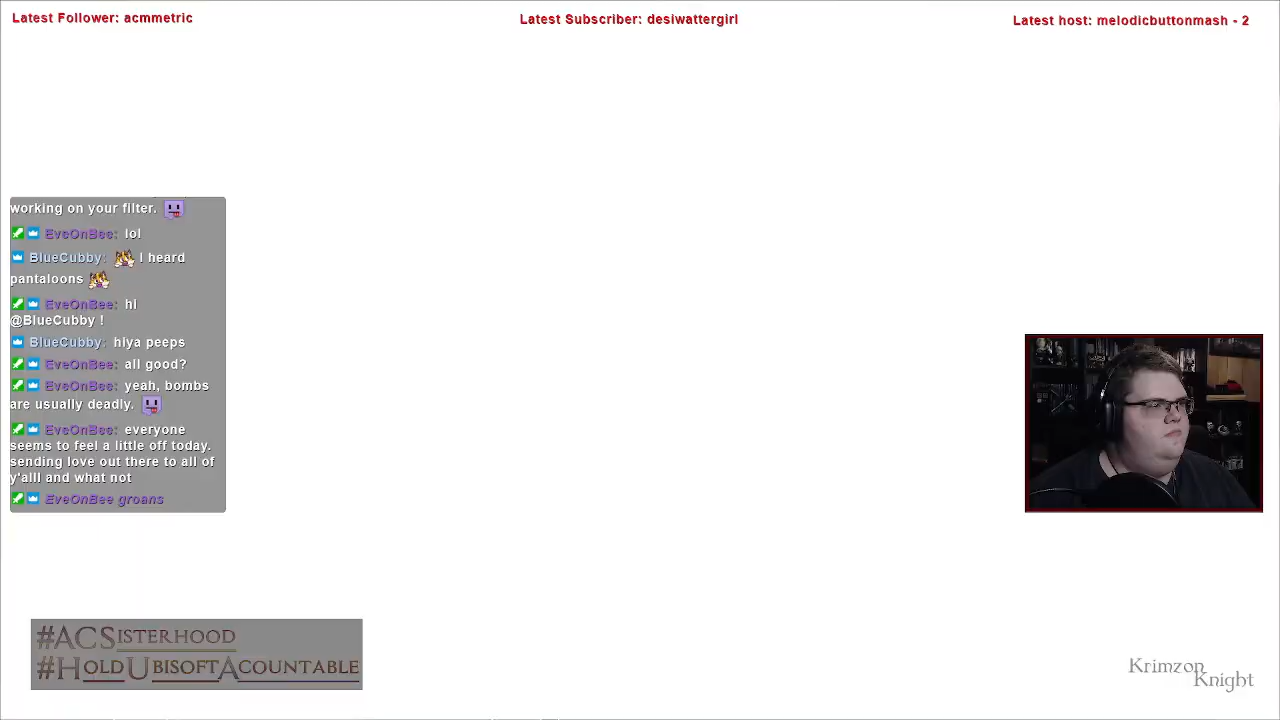 Latest Follower: acmmetric
Latest Subscriber: desiwattergirl
Latest host: melodicbuttonmash - 2
working on your filter.
EveOnBee: lol
BlueCubby: I heard
pantaloons
EveOnBee: hi
@BlueCubby !
BlueCubby: hiya peeps
EveOnBee: all good?
EveOnBee: yeah, bombs
are usually deadly.
EveOnBee: everyone
seems to feel a little off today.
sending love out there to all of
y'alll and what not
EveOnBee groans
#ACSISTERHOOD
#HOLDUBISOFTACOUNTABLE
Krimzon
Knight